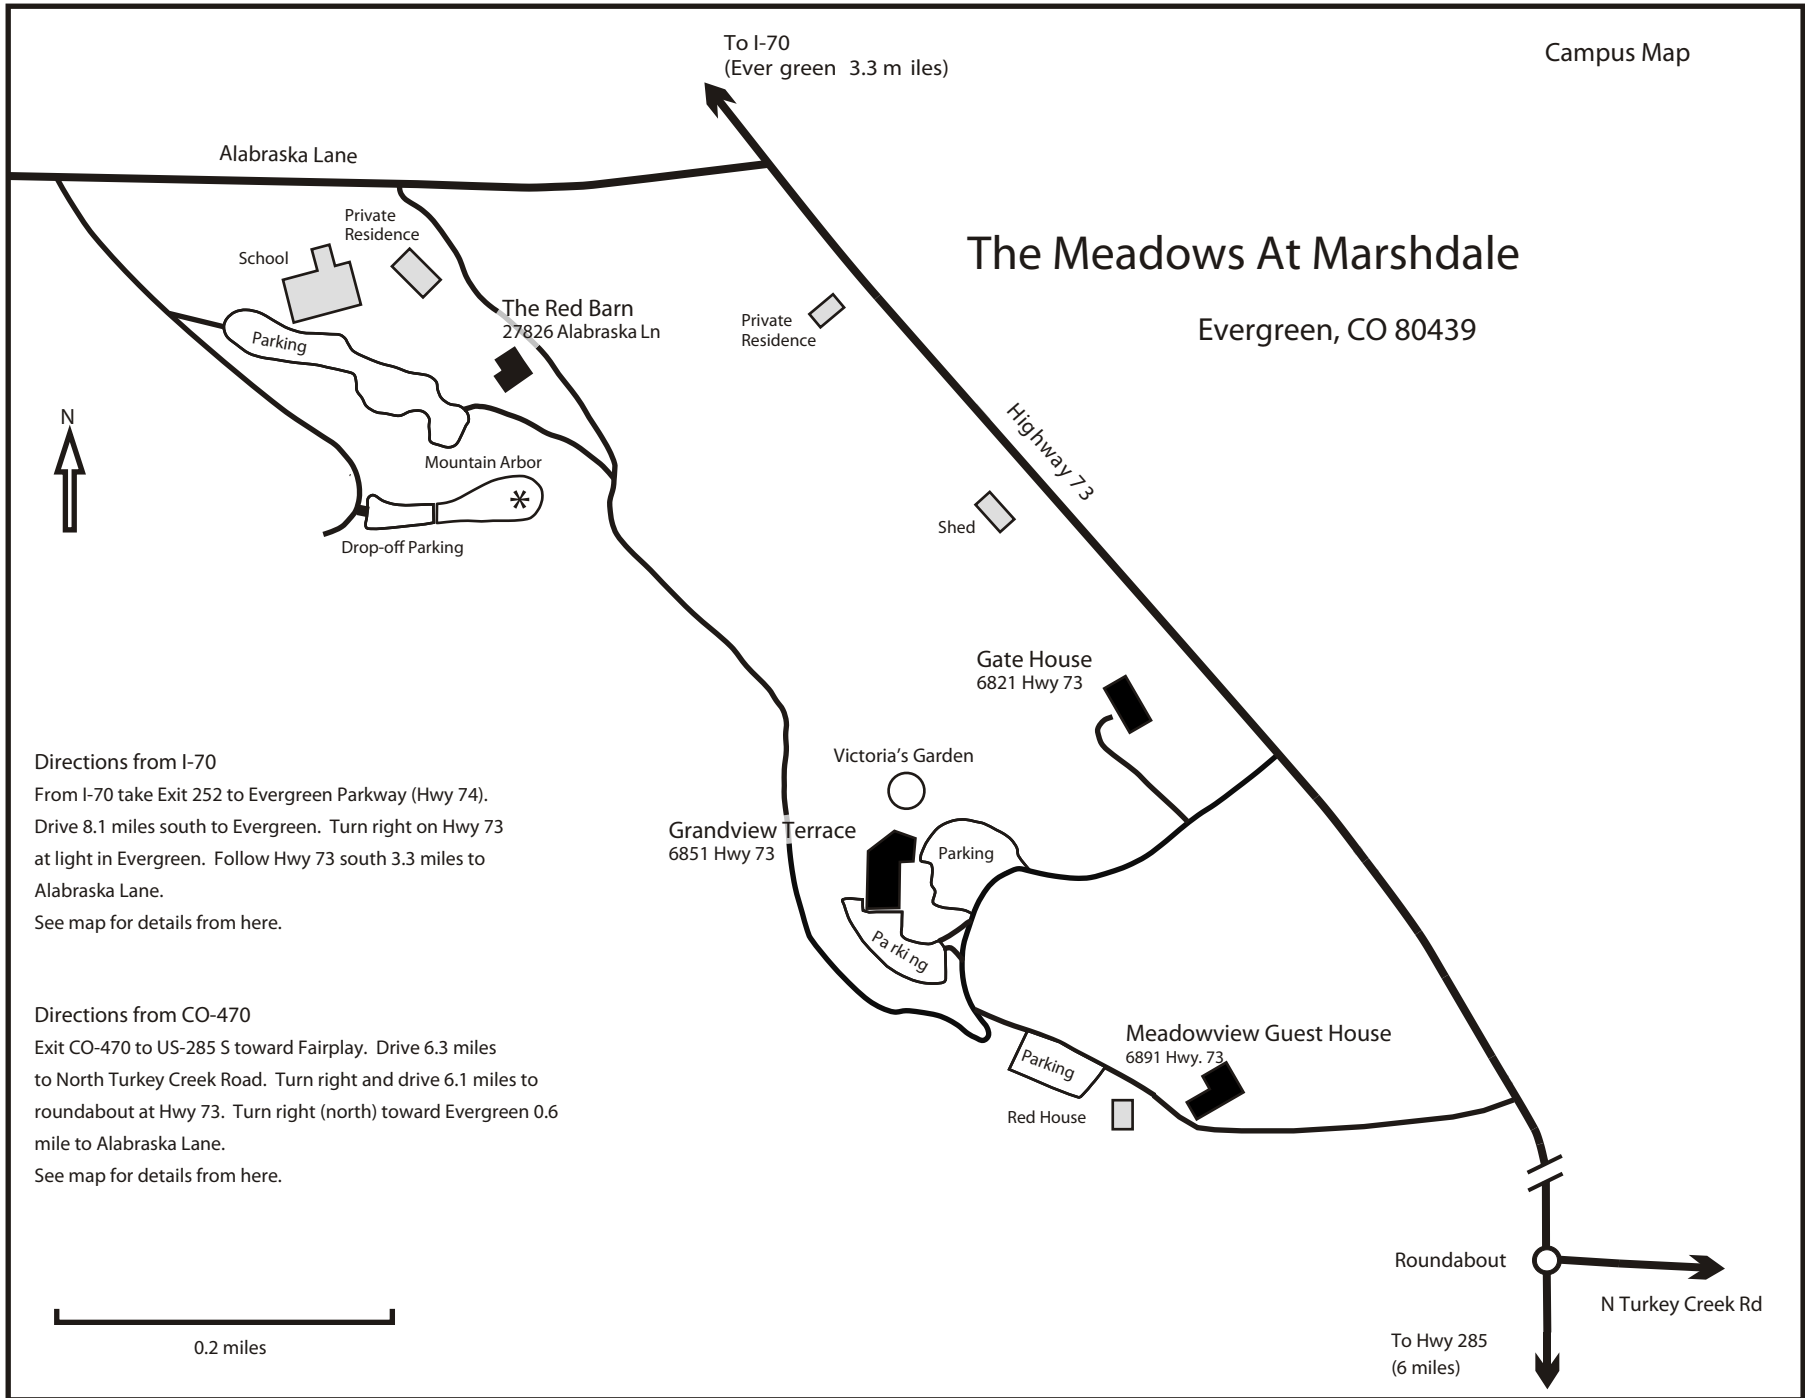 To I-70
(Ever green 3.3 m iles)
Campus Map
Alabraska Lane
Private
Residence
School
The Meadows At Marshdale
The Red Barn
27826 Alabraska Ln
Private
Residence
Evergreen, CO 80439
Parking
N
Highway 73
Mountain Arbor
*
Shed
Drop-off Parking
Gate House
6821 Hwy 73
Victoria's Garden
Directions from I-70
From I-70 take Exit 252 to Evergreen Parkway (Hwy 74).
Drive 8.1 miles south to Evergreen. Turn right on Hwy 73
at light in Evergreen. Follow Hwy 73 south 3.3 miles to
Alabraska Lane.
See map for details from here.
Grandview Terrace
6851 Hwy 73
Parking
Pa rki ng
Directions from CO-470
Exit CO-470 to US-285 S toward Fairplay. Drive 6.3 miles
to North Turkey Creek Road. Turn right and drive 6.1 miles to
roundabout at Hwy 73. Turn right (north) toward Evergreen 0.6
mile to Alabraska Lane.
See map for details from here.
Meadowview Guest House
6891 Hwy. 73
Parking
Red House
Roundabout
N Turkey Creek Rd
To Hwy 285
(6 miles)
0.2 miles